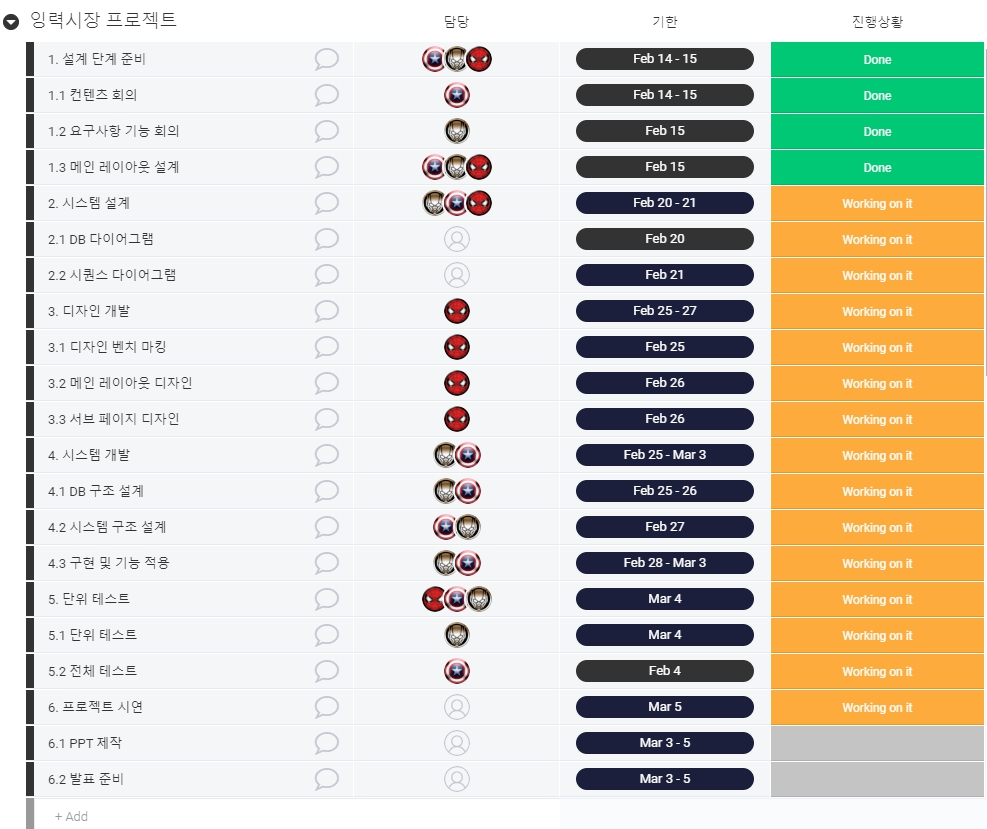 잉력시장 프로젝트 담당 기한 진행상황
1. 설계 단계 준비 Feb 14 - 15 Done
1.1 컨텐츠 회의 Feb 14 - 15 Done
1.2 요구사항 기능 회의 Feb 15 Done
1.3 메인 레이아웃 설계 Feb 15 Done
2. 시스템 설계 Feb 20 - 21 Working on it
2.1 DB 다이어그램 Feb 20 Working on it
2.2 시퀀스 다이어그램 Feb 21 Working on it
3. 디자인 개발 Feb 25 - 27 Working on it
3.1 디자인 벤치 마킹 Feb 25 Working on it
3.2 메인 레이아웃 디자인 Feb 26 Working on it
3.3 서브 페이지 디자인 Feb 26 Working on it
4. 시스템 개발 Feb 25 - Mar 3 Working on it
4.1 DB 구조 설계 Feb 25 - 26 Working on it
4.2 시스템 구조 설계 Feb 27 Working on it
4.3 구현 및 기능 적용 Feb 28 - Mar 3 Working on it
5. 단위 테스트 Mar 4 Working on it
5.1 단위 테스트 Mar 4 Working on it
5.2 전체 테스트 Feb 4 Working on it
6. 프로젝트 시연 Mar 5 Working on it
6.1 PPT 제작 Mar 3 - 5
6.2 발표 준비 Mar 3 - 5
+ Add